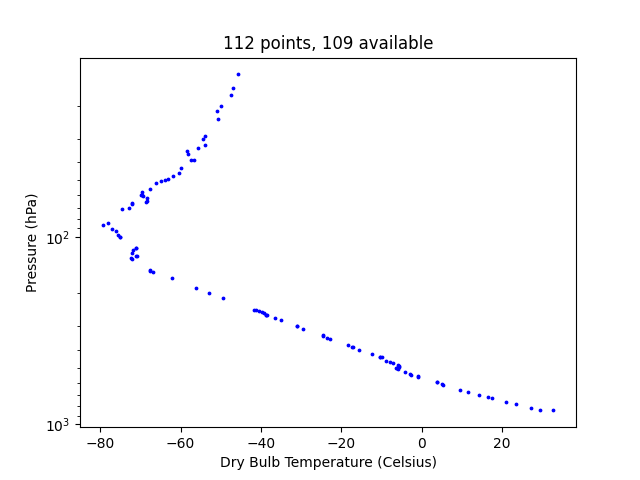 112 points, 109 available
Pressure (hPa)
10²
10³
−80 −60 −40 −20 0 20
Dry Bulb Temperature (Celsius)